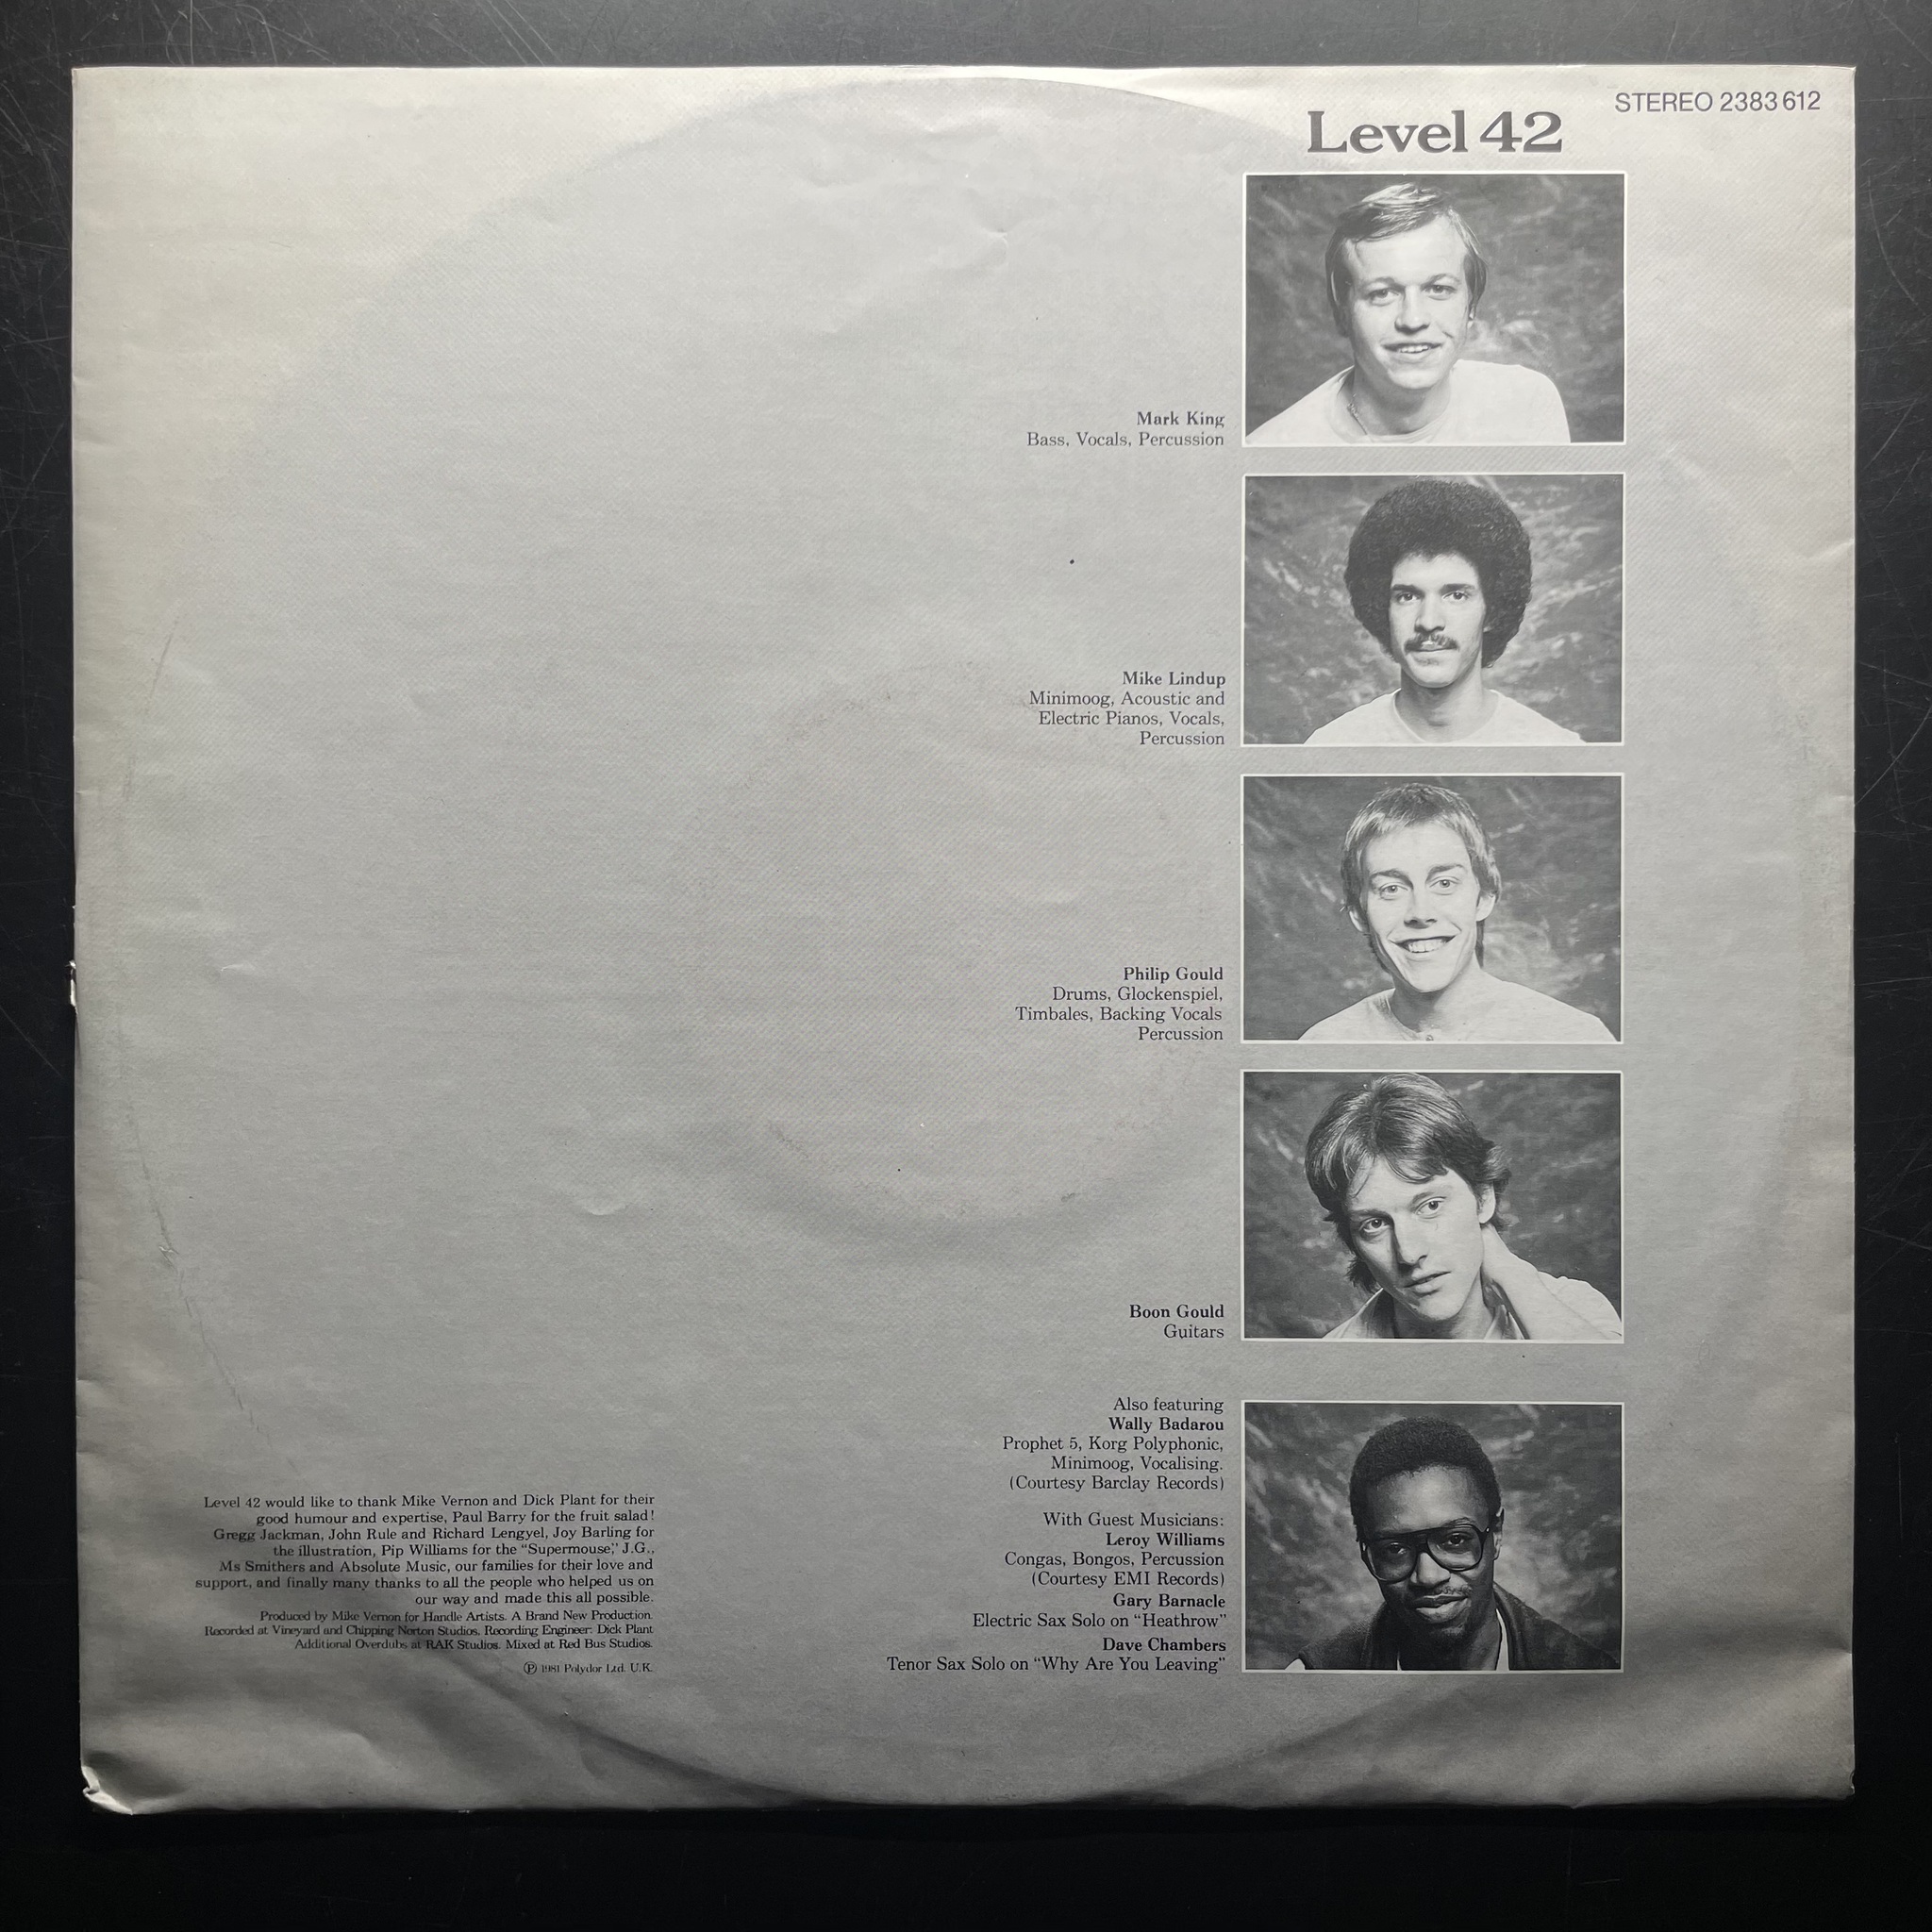 STEREO 2383 612
Level 42
Mark King
Bass, Vocals, Percussion
Mike Lindup
Minimoog, Acoustic and
Electric Pianos, Vocals,
Percussion
Philip Gould
Drums, Glockenspiel,
Timbales, Backing Vocals
Percussion
Boon Gould
Guitars
Also featuring
Wally Badarou
Prophet 5, Korg Polyphonic,
Minimoog, Vocalising.
(Courtesy Barclay Records)
With Guest Musicians:
Leroy Williams
Congas, Bongos, Percussion
(Courtesy EMI Records)
Gary Barnacle
Electric Sax Solo on “Heathrow”
Dave Chambers
Tenor Sax Solo on “Why Are You Leaving”
Level 42 would like to thank Mike Vernon and Dick Plant for their
good humour and expertise, Paul Barry for the fruit salad!
Gregg Jackman, John Rule and Richard Lengyel, Joy Barling for
the illustration, Pip Williams for the “Supermouse,” J.G.,
Ms Smithers and Absolute Music, our families for their love and
support, and finally many thanks to all the people who helped us on
our way and made this all possible.
Produced by Mike Vernon for Handle Artists. A Brand New Production.
Recorded at Vineyard and Chipping Norton Studios. Recording Engineer: Dick Plant
Additional Overdubs at RAK Studios. Mixed at Red Bus Studios.
℗ 1981 Polydor Ltd. U.K.